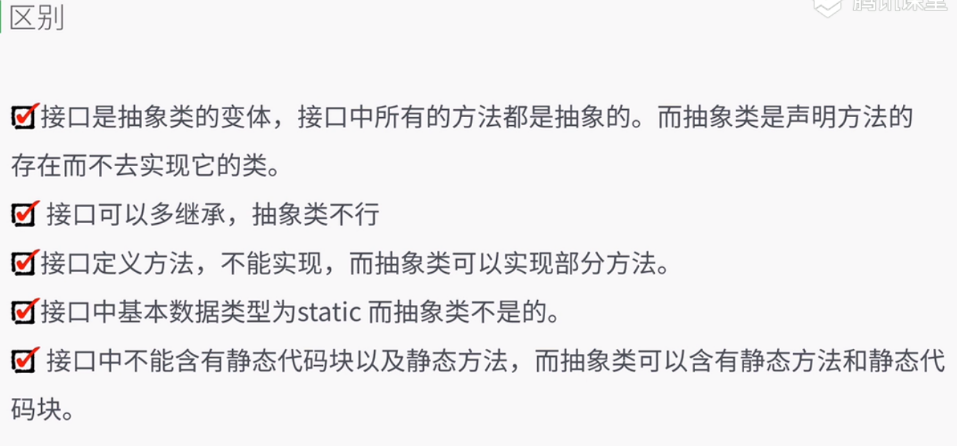 区别
接口是抽象类的变体，接口中所有的方法都是抽象的。而抽象类是声明方法的
存在而不去实现它的类。
接口可以多继承，抽象类不行
接口定义方法，不能实现，而抽象类可以实现部分方法。
接口中基本数据类型为static 而抽象类不是的。
接口中不能含有静态代码块以及静态方法，而抽象类可以含有静态方法和静态代
码块。